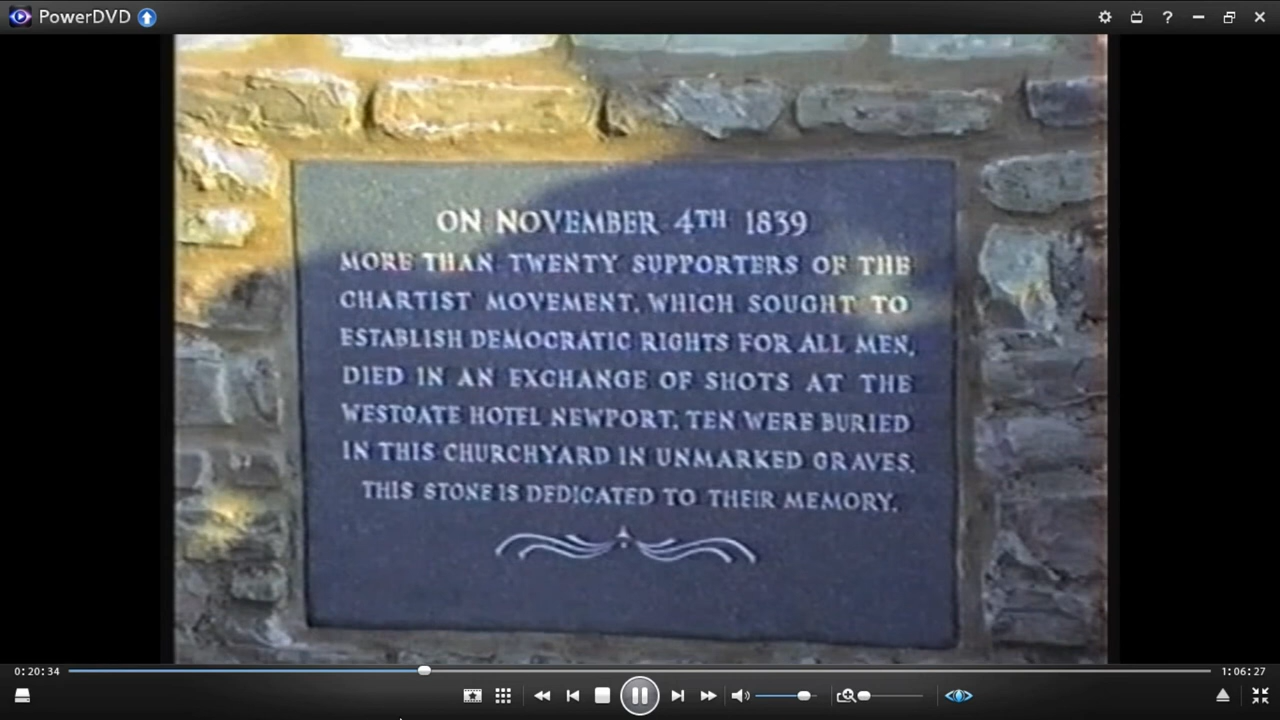 PowerDVD
ON NOVEMBER 4TH 1839
MORE THAN TWENTY SUPPORTERS OF THE
CHARTIST MOVEMENT, WHICH SOUGHT TO
ESTABLISH DEMOCRATIC RIGHTS FOR ALL MEN,
DIED IN AN EXCHANGE OF SHOTS AT THE
WESTGATE HOTEL NEWPORT. TEN WERE BURIED
IN THIS CHURCHYARD IN UNMARKED GRAVES.
THIS STONE IS DEDICATED TO THEIR MEMORY.
0:20:34 1:06:27